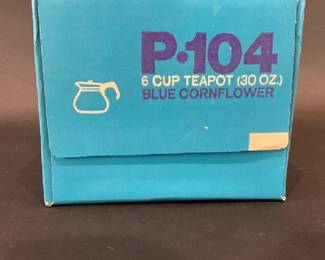 P•104
6 CUP TEAPOT (30 OZ.)
BLUE CORNFLOWER